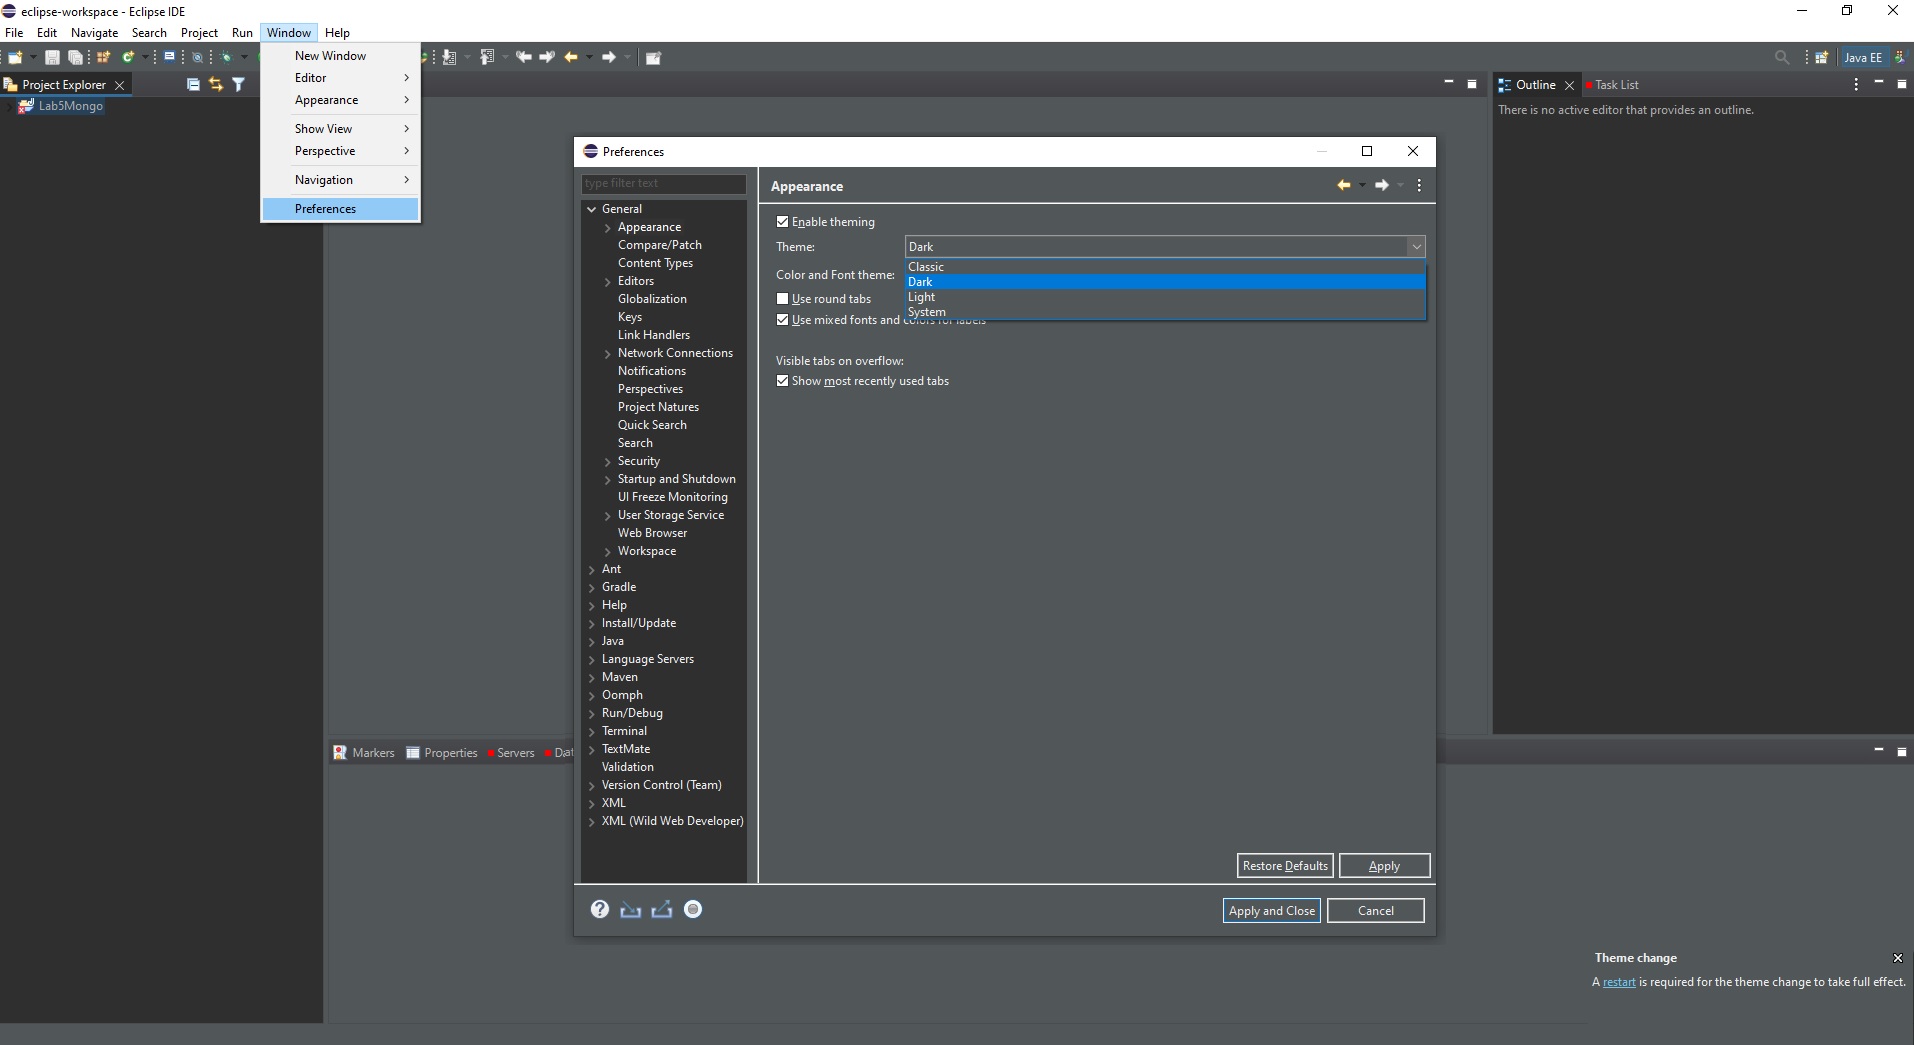 eclipse-workspace - Eclipse IDE
File Edit Navigate Search Project Run Window Help
New Window
Editor
Appearance
Show View
Perspective
Navigation
Preferences
Java EE
Project Explorer
Lab5Mongo
Outline
Task List
There is no active editor that provides an outline.
Preferences
type filter text
General
Appearance
Compare/Patch
Content Types
Editors
Globalization
Keys
Link Handlers
Network Connections
Notifications
Perspectives
Project Natures
Quick Search
Search
Security
Startup and Shutdown
UI Freeze Monitoring
User Storage Service
Web Browser
Workspace
Ant
Gradle
Help
Install/Update
Java
Language Servers
Maven
Oomph
Run/Debug
Terminal
TextMate
Validation
Version Control (Team)
XML
XML (Wild Web Developer)
Appearance
Enable theming
Theme: Dark
Classic
Dark
Light
System
Color and Font theme:
Use round tabs
Use mixed fonts and colors for labels
Visible tabs on overflow:
Show most recently used tabs
Restore Defaults Apply
Apply and Close Cancel
Markers Properties Servers
Theme change
A restart is required for the theme change to take full effect.